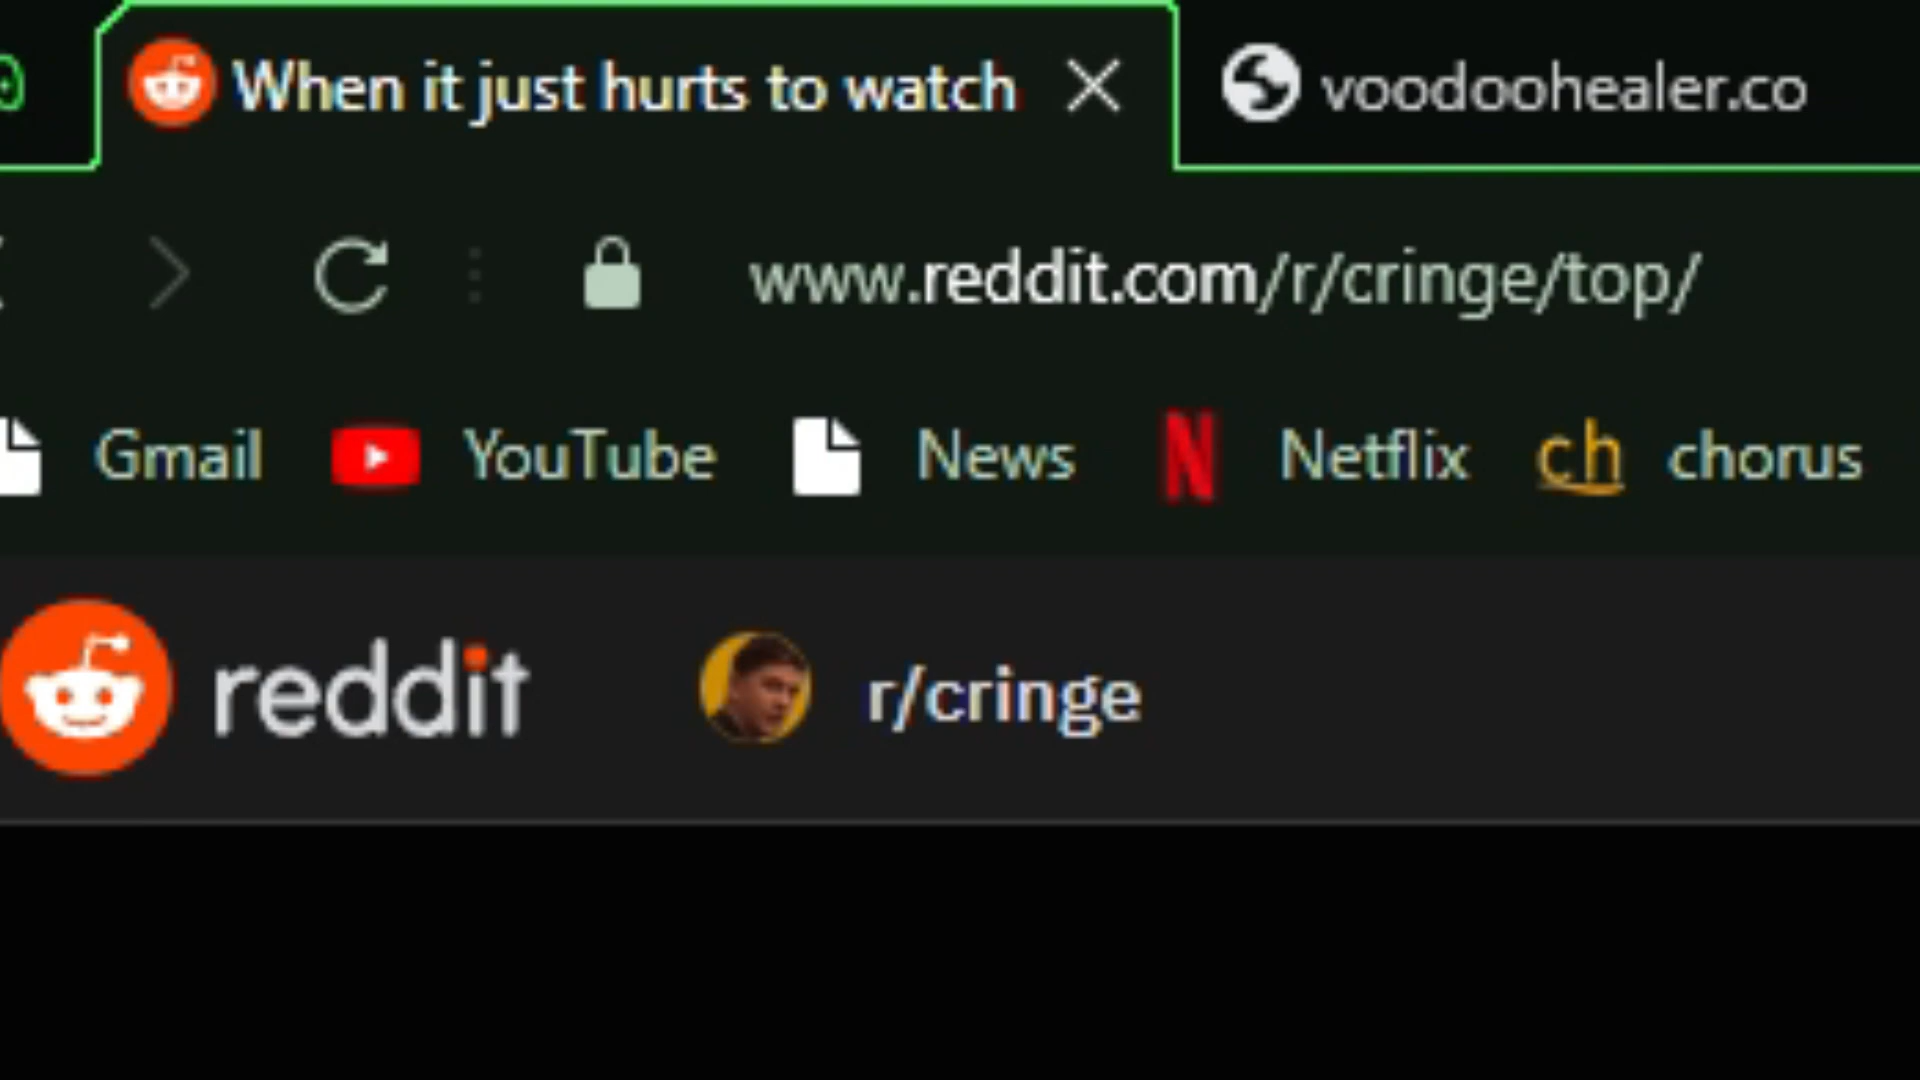 When it just hurts to watch voodoohealer.co
www.reddit.com/r/cringe/top/
Gmail YouTube News Netflix ch chorus
reddit r/cringe